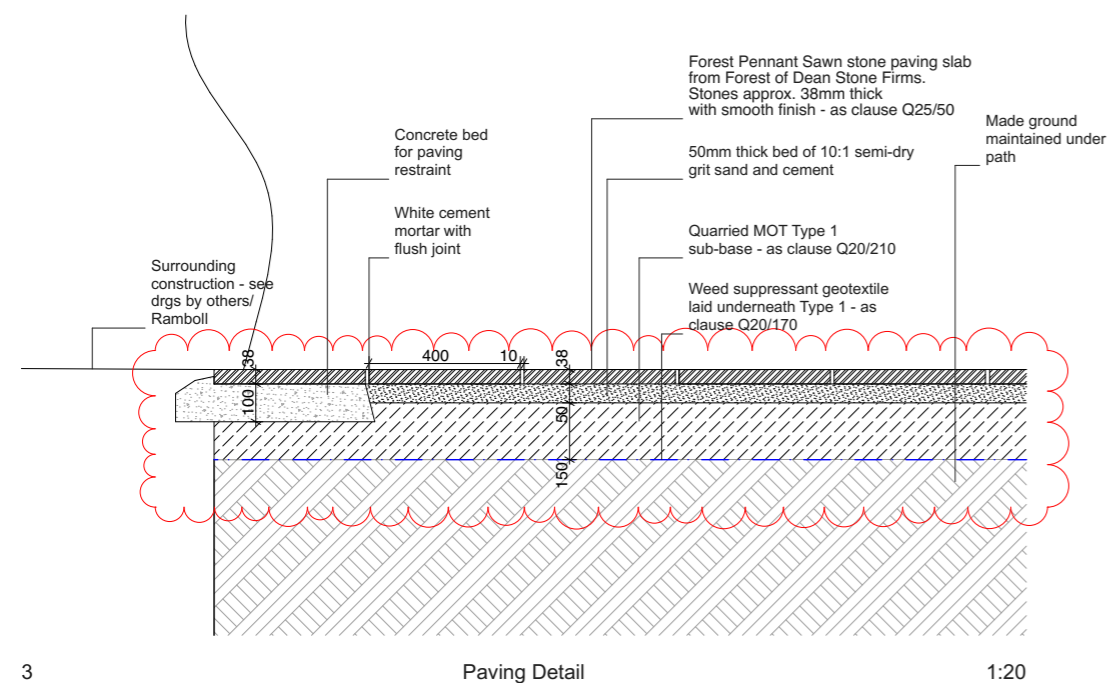 Forest Pennant Sawn stone paving slab
from Forest of Dean Stone Firms.
Stones approx. 38mm thick
with smooth finish - as clause Q25/50
Made ground
maintained under
path
Concrete bed
for paving
restraint
50mm thick bed of 10:1 semi-dry
grit sand and cement
White cement
mortar with
flush joint
Quarried MOT Type 1
sub-base - as clause Q20/210
Surrounding
construction - see
drgs by others/
Ramboll
Weed suppressant geotextile
laid underneath Type 1 - as
clause Q20/170
38
400
10
38
100
50
150
3
Paving Detail
1:20